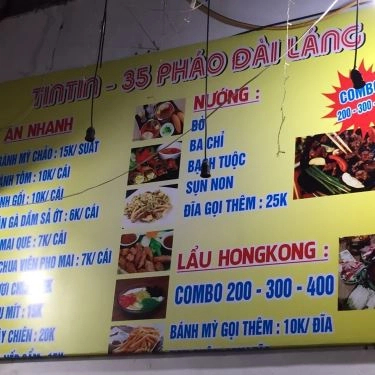 TINTIN - 35 PHÁO ĐÀI LÁNG
ĂN NHANH
BÁNH MỲ CHẢO : 15K/ SUẤT
TÔM : 10K/ CÁI
GỐI : 10K/ CÁI
GÀ DẦM SẢ ỚT : 6K/ CÁI
MAI QUE : 7K/ CÁI
CHUA VIÊN PHO MAI : 7K/ CÁI
MÍT : 15K
CHIÊN : 20K
NƯỚNG :
BÒ
BA CHỈ
BẠCH TUỘC
SỤN NON
ĐĨA GỌI THÊM : 25K
LẨU HONGKONG :
COMBO 200 - 300 - 400
BÁNH MỲ GỌI THÊM : 10K/ ĐĨA
COMBO
200 - 300 -